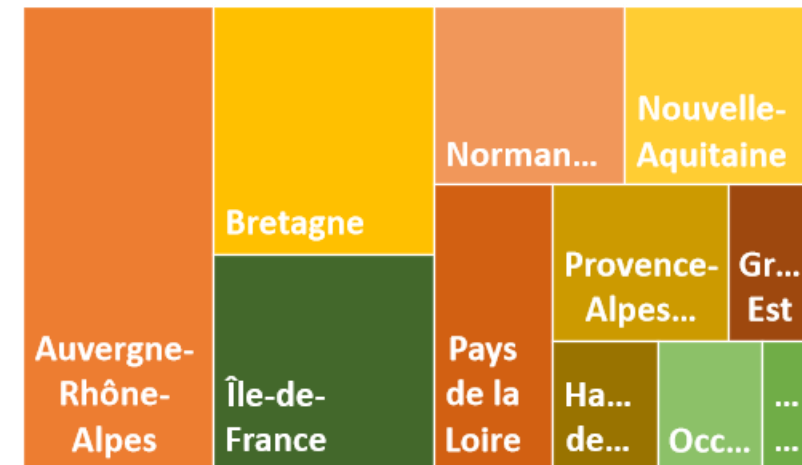 Auvergne-
Rhône-
Alpes
Bretagne
Île-de-
France
Norman...
Nouvelle-
Aquitaine
Pays
de la
Loire
Provence-
Alpes...
Gr...
Est
Ha...
de...
Occ...
...
...